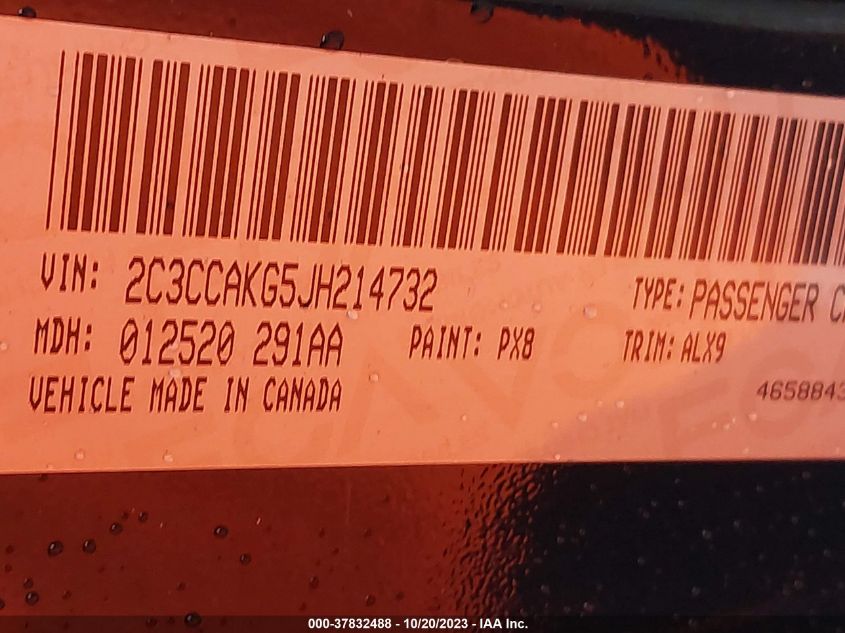 VIN: 2C3CCAKG5JH214732 TYPE: PASSENGER
MDH: 012520 291AA PAINT: PX8 TRIM: ALX9
VEHICLE MADE IN CANADA 4658843
000-37832488 - 10/20/2023 - IAA Inc.